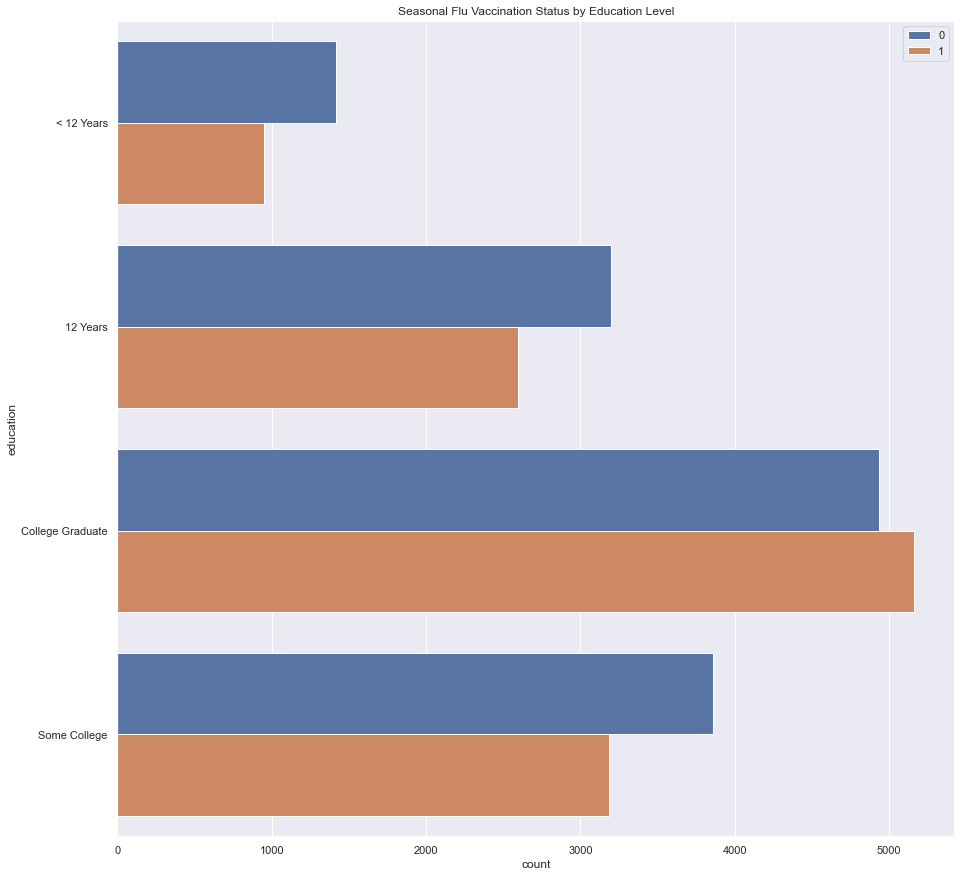 Seasonal Flu Vaccination Status by Education Level
0
1
< 12 Years
12 Years
College Graduate
Some College
education
0 1000 2000 3000 4000 5000
count